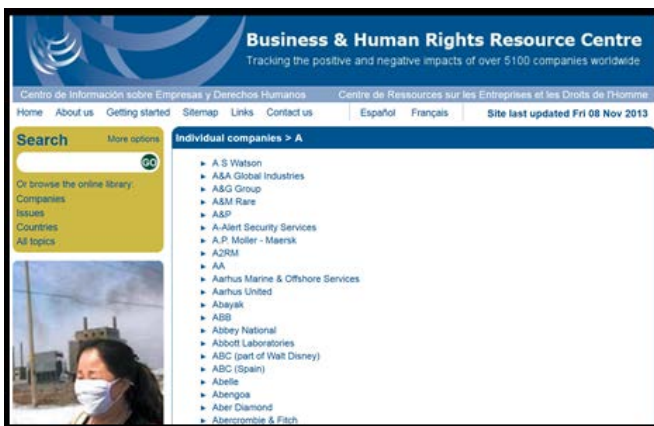 Business & Human Rights Resource Centre
Tracking the positive and negative impacts of over 5100 companies worldwide
Centro de Información sobre Empresas y Derechos Humanos Centre de Ressources sur les Entreprises et les Droits de l'Homme
Home About us Getting started Sitemap Links Contact us Español Français Site last updated Fri 08 Nov 2013
Search More options
GO
Or browse the online library:
Companies
Issues
Countries
All topics
Individual companies > A
A S Watson
A&A Global Industries
A&G Group
A&M Rare
A&P
A-Alert Security Services
A.P. Moller - Maersk
A2RM
AA
Aarhus Marine & Offshore Services
Aarhus United
Abayak
ABB
Abbey National
Abbott Laboratories
ABC (part of Walt Disney)
ABC (Spain)
Abelle
Abengoa
Aber Diamond
Abercrombie & Fitch